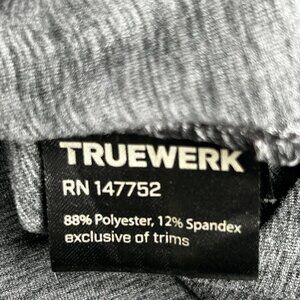 TRUEWERK
RN 147752
88% Polyester, 12% Spandex
exclusive of trims